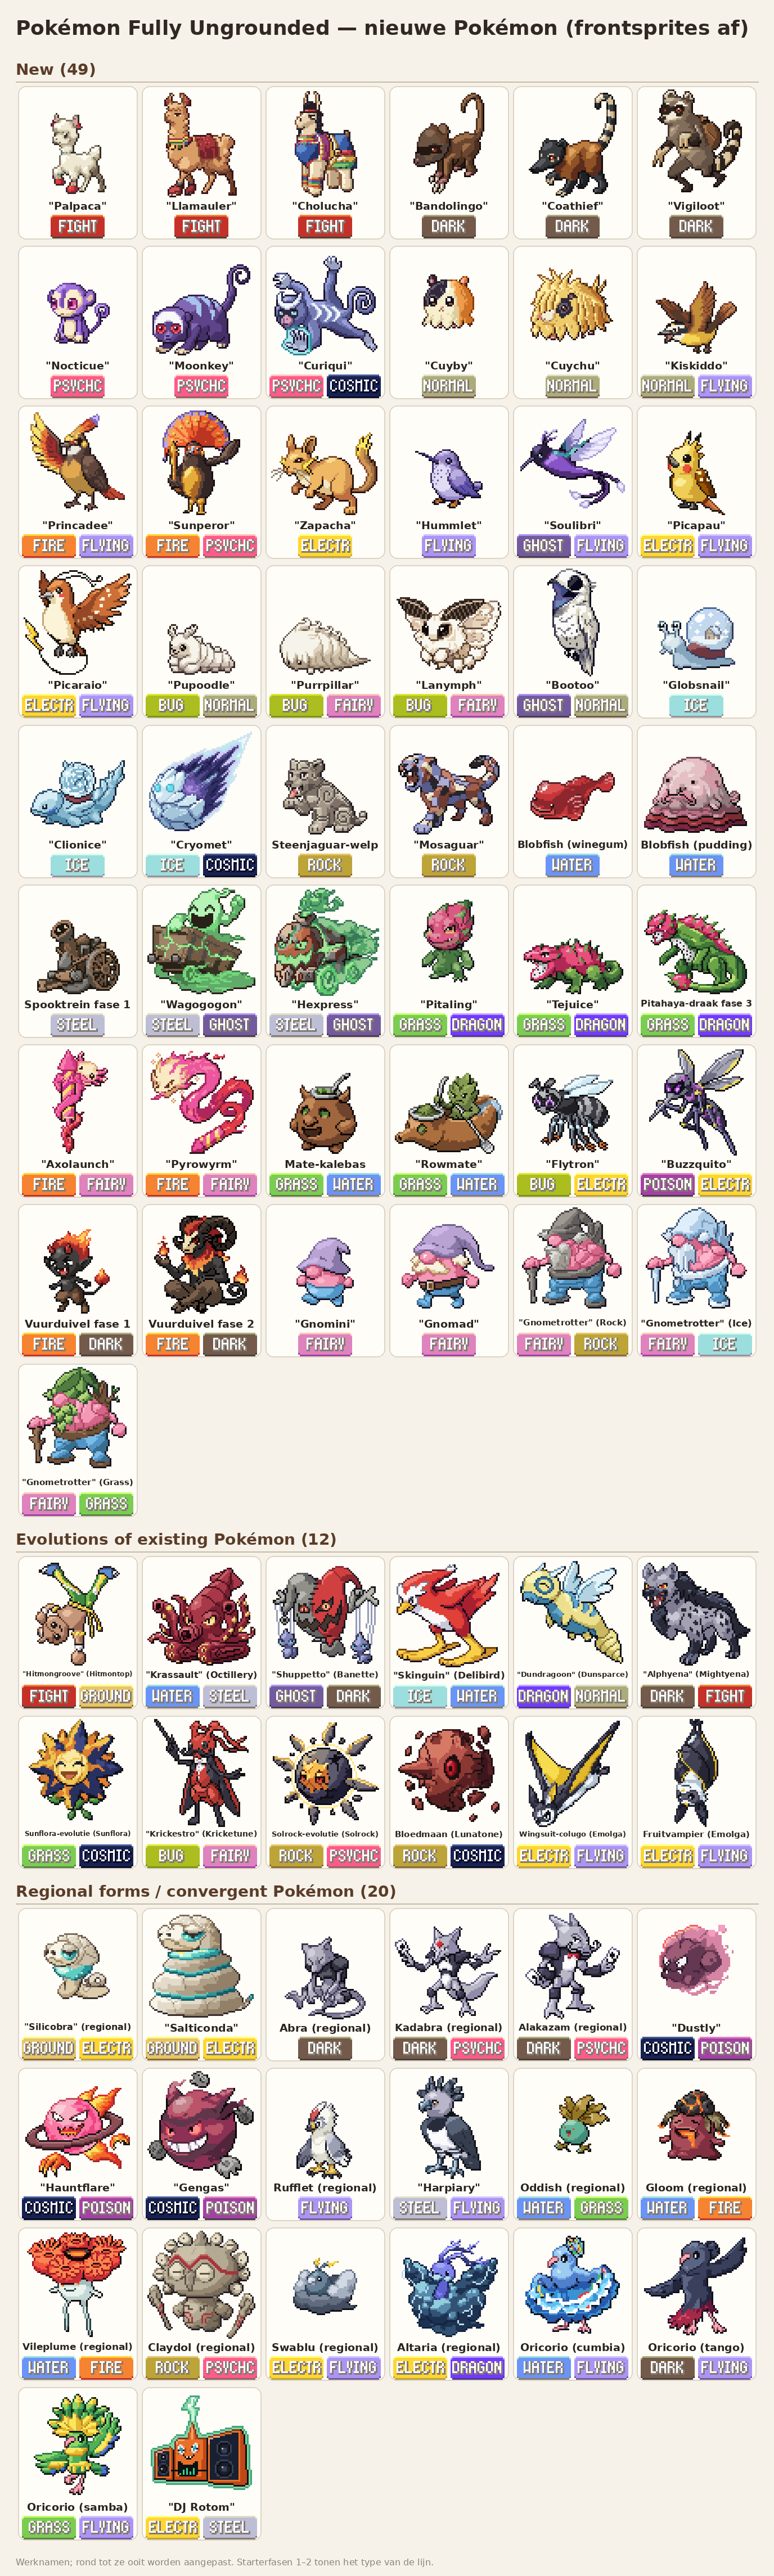 Pokémon Fully Ungrounded — nieuwe Pokémon (frontsprites af)
New (49)
"Palpaca" "Llamauler" "Cholucha" "Bandolingo" "Coathief" "Vigiloot"
FIGHT FIGHT FIGHT DARK DARK DARK
"Nocticue" "Moonkey" "Curiqui" "Cuyby" "Cuychu" "Kiskiddo"
PSYCHC PSYCHC PSYCHC COSMIC NORMAL NORMAL NORMAL FLYING
"Princadee" "Sunperor" "Zapacha" "Hummlet" "Soulibri" "Picapau"
FIRE FLYING FIRE PSYCHC ELECTR FLYING GHOST FLYING ELECTR FLYING
"Picaraio" "Pupoodle" "Purrpillar" "Lanymph" "Bootoo" "Globsnail"
ELECTR FLYING BUG NORMAL BUG FAIRY BUG FAIRY GHOST NORMAL ICE
"Clionice" "Cryomet" Steenjaguar-welp "Mosaguar" Blobfish (winegum) Blobfish (pudding)
ICE ICE COSMIC ROCK ROCK WATER WATER
Spooktrein fase 1 "Wagogogon" "Hexpress" "Pitaling" "Tejuice" Pitahaya-draak fase 3
STEEL STEEL GHOST STEEL GHOST GRASS DRAGON GRASS DRAGON GRASS DRAGON
"Axolaunch" "Pyrowyrm" Mate-kalebas "Rowmate" "Flytron" "Buzzquito"
FIRE FAIRY FIRE FAIRY GRASS WATER GRASS WATER BUG ELECTR POISON ELECTR
Vuurduivel fase 1 Vuurduivel fase 2 "Gnomini" "Gnomad" "Gnometrotter" (Rock) "Gnometrotter" (Ice)
FIRE DARK FIRE DARK FAIRY FAIRY FAIRY ROCK FAIRY ICE
"Gnometrotter" (Grass)
FAIRY GRASS
Evolutions of existing Pokémon (12)
"Hitmongroove" (Hitmontop) "Krassault" (Octillery) "Shuppetto" (Banette) "Skinguin" (Delibird) "Dundragoon" (Dunsparce) "Alphyena" (Mightyena)
FIGHT GROUND WATER STEEL GHOST DARK ICE WATER DRAGON NORMAL DARK FIGHT
Sunflora-evolutie (Sunflora) "Krickestro" (Kricketune) Solrock-evolutie (Solrock) Bloedmaan (Lunatone) Wingsuit-colugo (Emolga) Fruitvampier (Emolga)
GRASS COSMIC BUG FAIRY ROCK PSYCHC ROCK COSMIC ELECTR FLYING ELECTR FLYING
Regional forms / convergent Pokémon (20)
"Silicobra" (regional) "Salticonda" Abra (regional) Kadabra (regional) Alakazam (regional) "Dustly"
GROUND ELECTR GROUND ELECTR DARK DARK PSYCHC DARK PSYCHC COSMIC POISON
"Hauntflare" "Gengas" Rufflet (regional) "Harpiary" Oddish (regional) Gloom (regional)
COSMIC POISON COSMIC POISON FLYING STEEL FLYING WATER GRASS WATER FIRE
Vileplume (regional) Claydol (regional) Swablu (regional) Altaria (regional) Oricorio (cumbia) Oricorio (tango)
WATER FIRE ROCK PSYCHC ELECTR FLYING ELECTR DRAGON WATER FLYING DARK FLYING
Oricorio (samba) "DJ Rotom"
GRASS FLYING ELECTR STEEL
Werknamen; rond tot ze ooit worden aangepast. Starterfasen 1–2 tonen het type van de lijn.